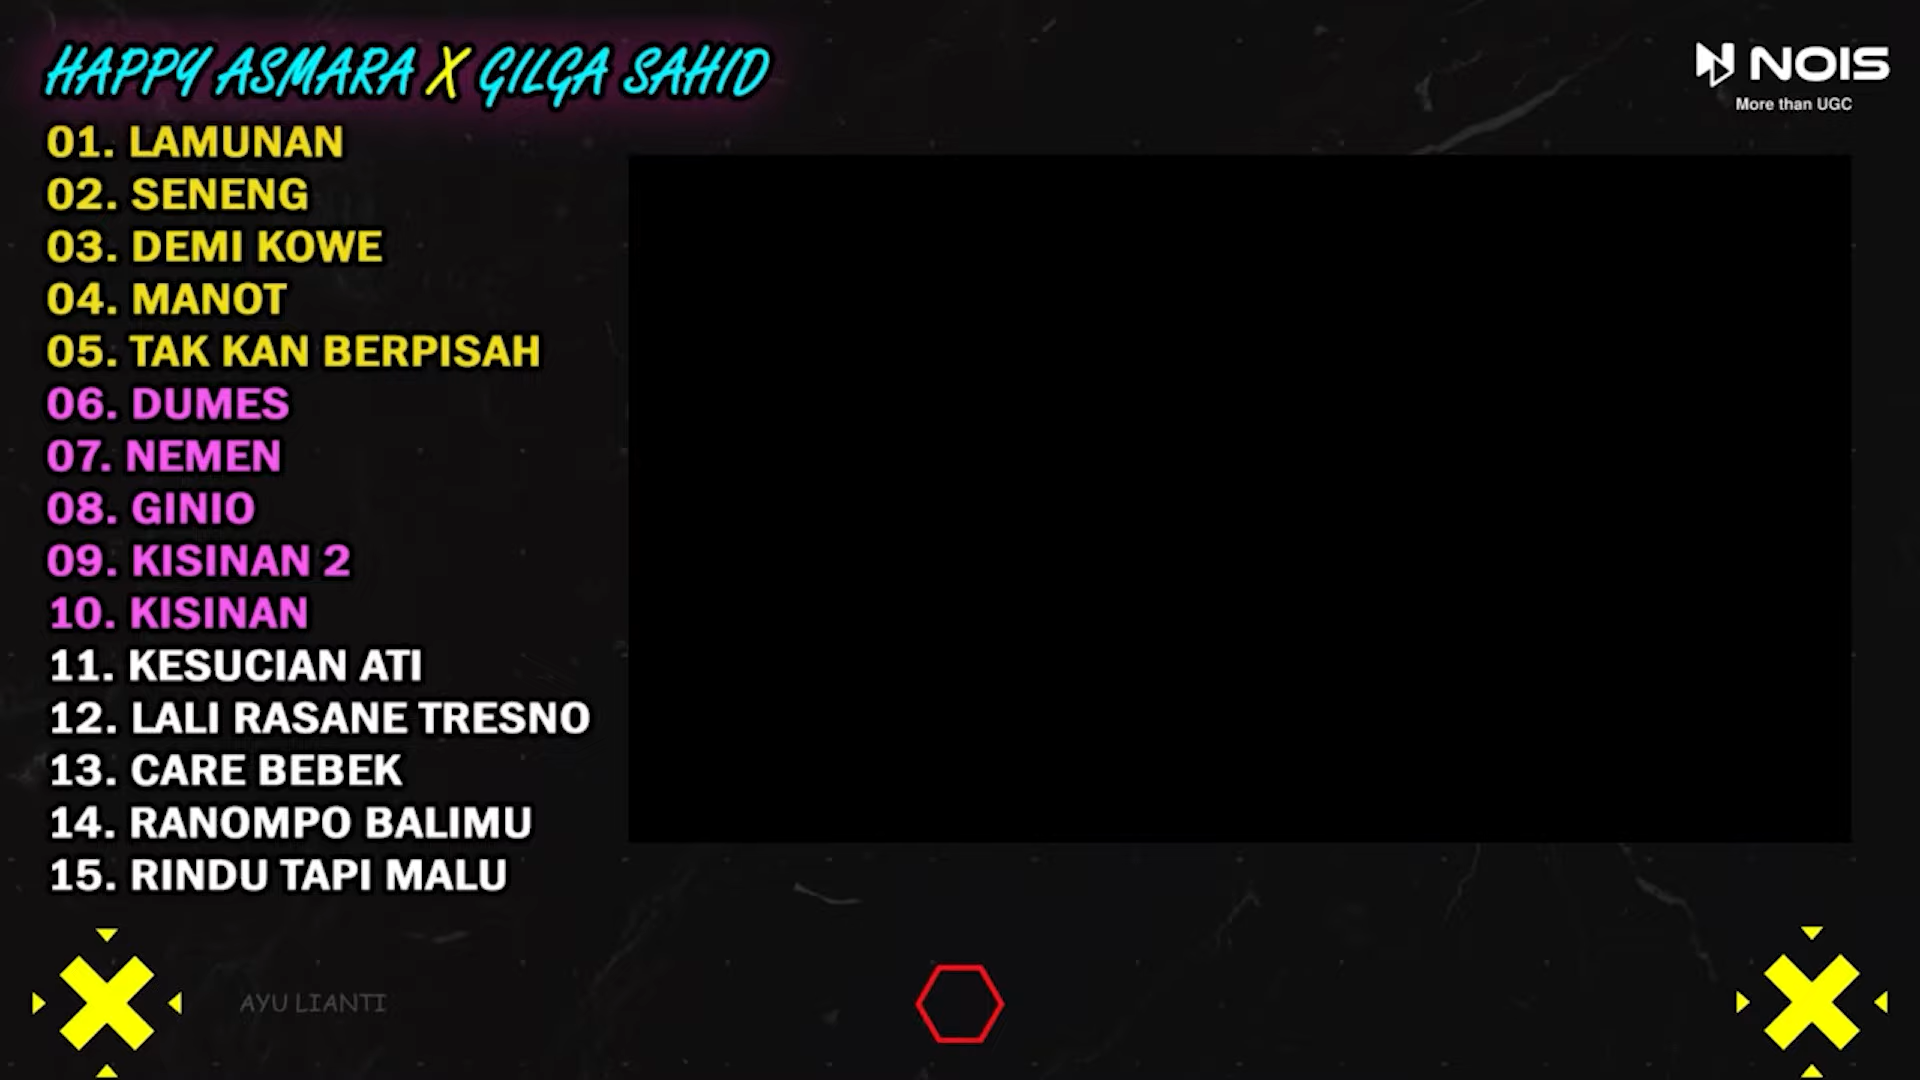 HAPPY ASMARA X GILGA SAHID
NOIS
More than UGC
01. LAMUNAN
02. SENENG
03. DEMI KOWE
04. MANOT
05. TAK KAN BERPISAH
06. DUMES
07. NEMEN
08. GINIO
09. KISINAN 2
10. KISINAN
11. KESUCIAN ATI
12. LALI RASANE TRESNO
13. CARE BEBEK
14. RANOMPO BALIMU
15. RINDU TAPI MALU
AYU LIANTI